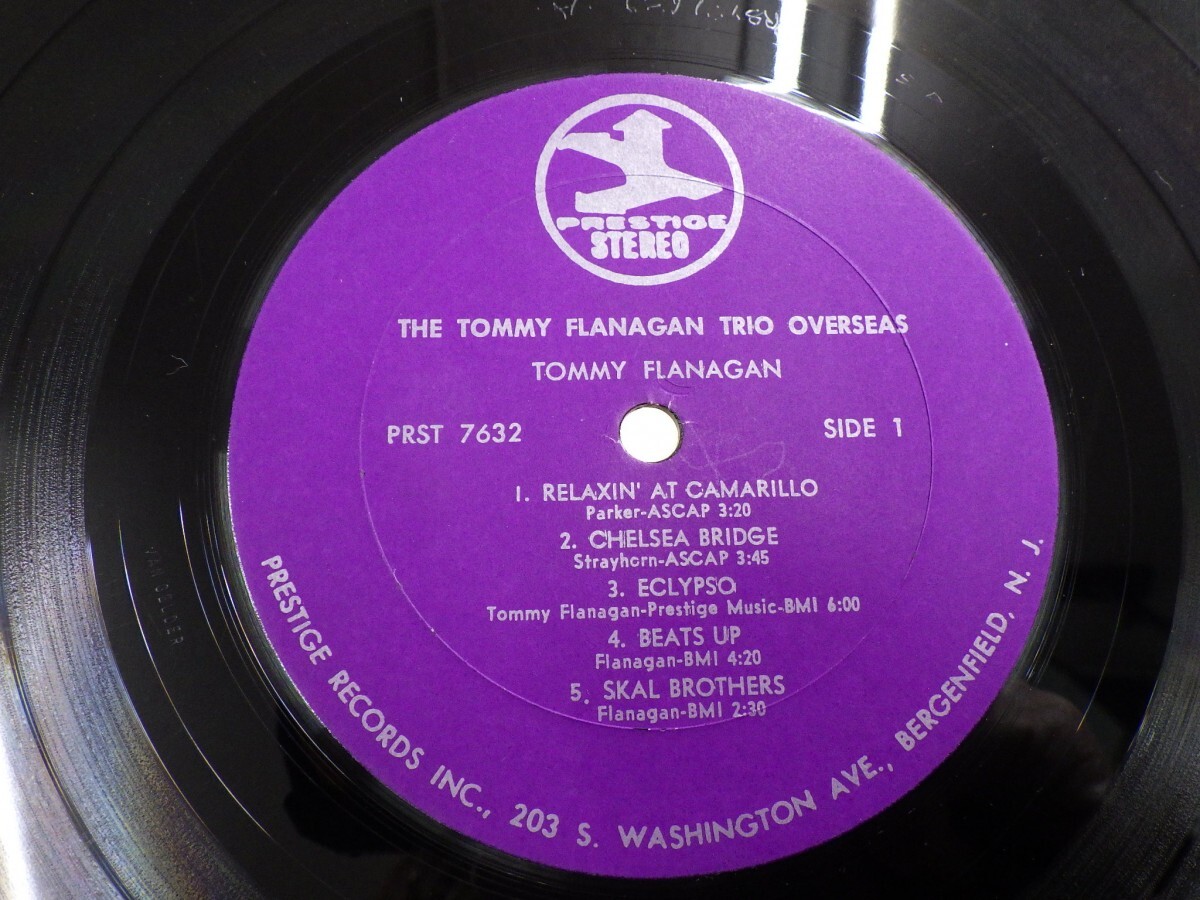 PRESTIGE
STEREO
THE TOMMY FLANAGAN TRIO OVERSEAS
TOMMY FLANAGAN
PRST 7632
SIDE 1
1. RELAXIN' AT CAMARILLO
Parker-ASCAP 3:20
2. CHELSEA BRIDGE
Strayhorn-ASCAP 3:45
3. ECLYPSO
Tommy Flanagan-Prestige Music-BMI 6:00
4. BEATS UP
Flanagan-BMI 4:20
5. SKAL BROTHERS
Flanagan-BMI 2:30
PRESTIGE RECORDS INC., 203 S. WASHINGTON AVE., BERGENFIELD, N. J.
VAN GELDER